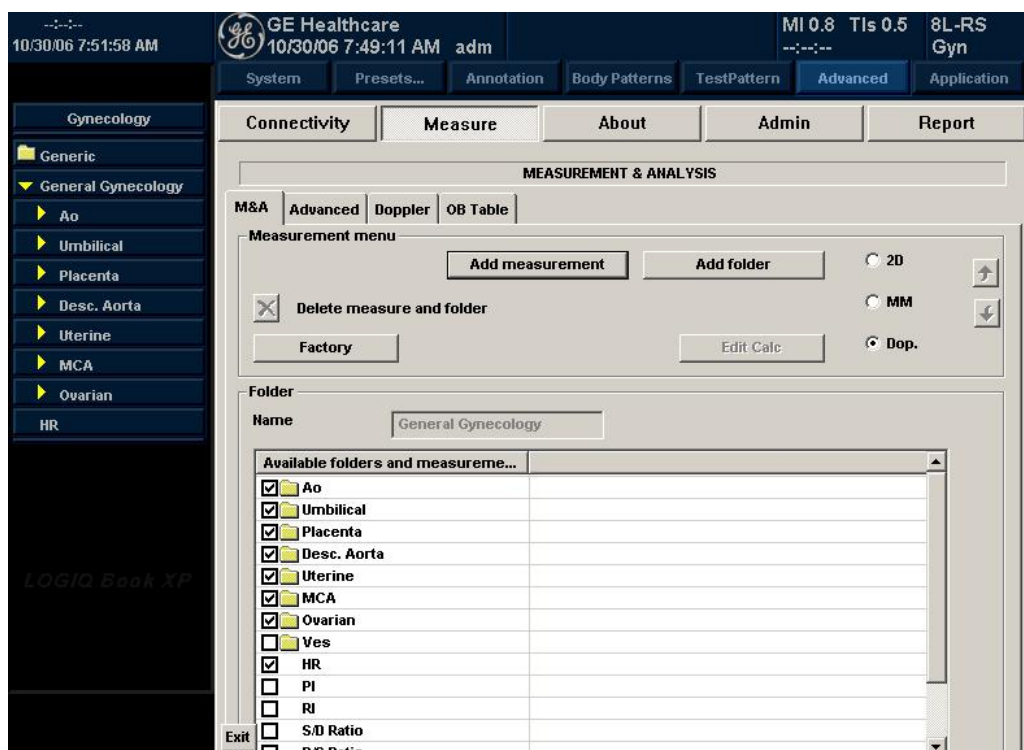 --:--:--
10/30/06 7:51:58 AM
GE Healthcare
10/30/06 7:49:11 AM adm
MI 0.8 TIs 0.5
--:--:--
8L-RS
Gyn
System Presets... Annotation Body Patterns TestPattern Advanced Application
Gynecology
Generic
General Gynecology
Ao
Umbilical
Placenta
Desc. Aorta
Uterine
MCA
Ovarian
HR
LOGIQ Book XP
Connectivity Measure About Admin Report
MEASUREMENT & ANALYSIS
M&A Advanced Doppler OB Table
Measurement menu
Add measurement Add folder 2D
Delete measure and folder MM
Factory Edit Calc Dop.
Folder
Name General Gynecology
Available folders and measureme...
Ao
Umbilical
Placenta
Desc. Aorta
Uterine
MCA
Ovarian
Ves
HR
PI
RI
S/D Ratio
Exit